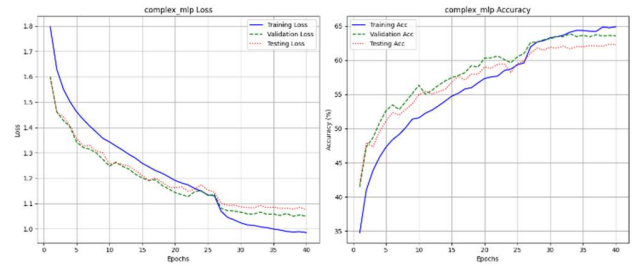 complex_mlp Loss
Training Loss
Validation Loss
Testing Loss
1.8
1.7
1.6
1.5
1.4
1.3
1.2
1.1
1.0
Loss
0
5
10
15
20
25
30
35
40
Epochs
complex_mlp Accuracy
Training Acc
Validation Acc
Testing Acc
65
60
55
50
45
40
35
Accuracy (%)
0
5
10
15
20
25
30
35
40
Epochs